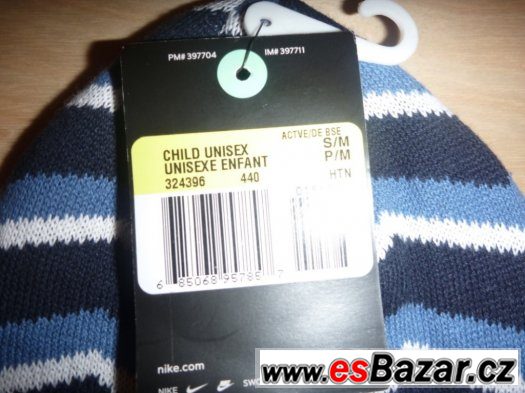 PM# 397704 IM# 397711
ACTVE/DE BSE
CHILD UNISEX S/M
UNISEXE ENFANT P/M
324396 440 HTN
6 85068 95785 7
nike.com
NIKE
www.esBazar.cz